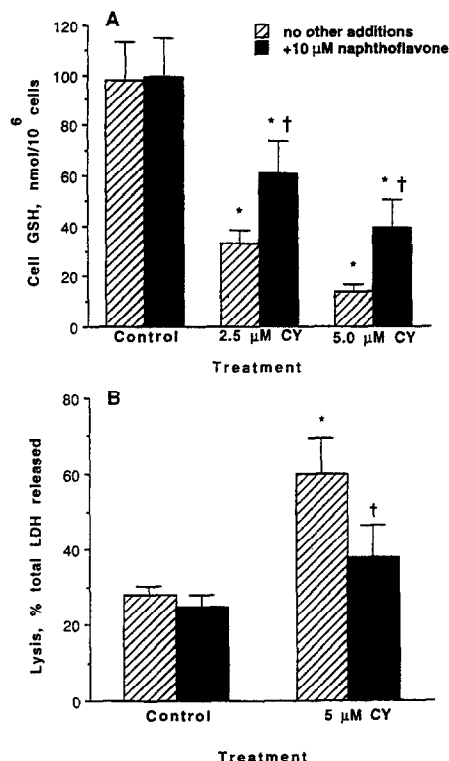 A
no other additions
+10 µM naphthoflavone
Cell GSH, nmol/10⁶ cells
120
100
80
60
40
20
0
* 
* †
*
* †
Control
2.5 µM CY
5.0 µM CY
Treatment
B
Lysis, % total LDH released
80
60
40
20
0
*
†
Control
5 µM CY
Treatment